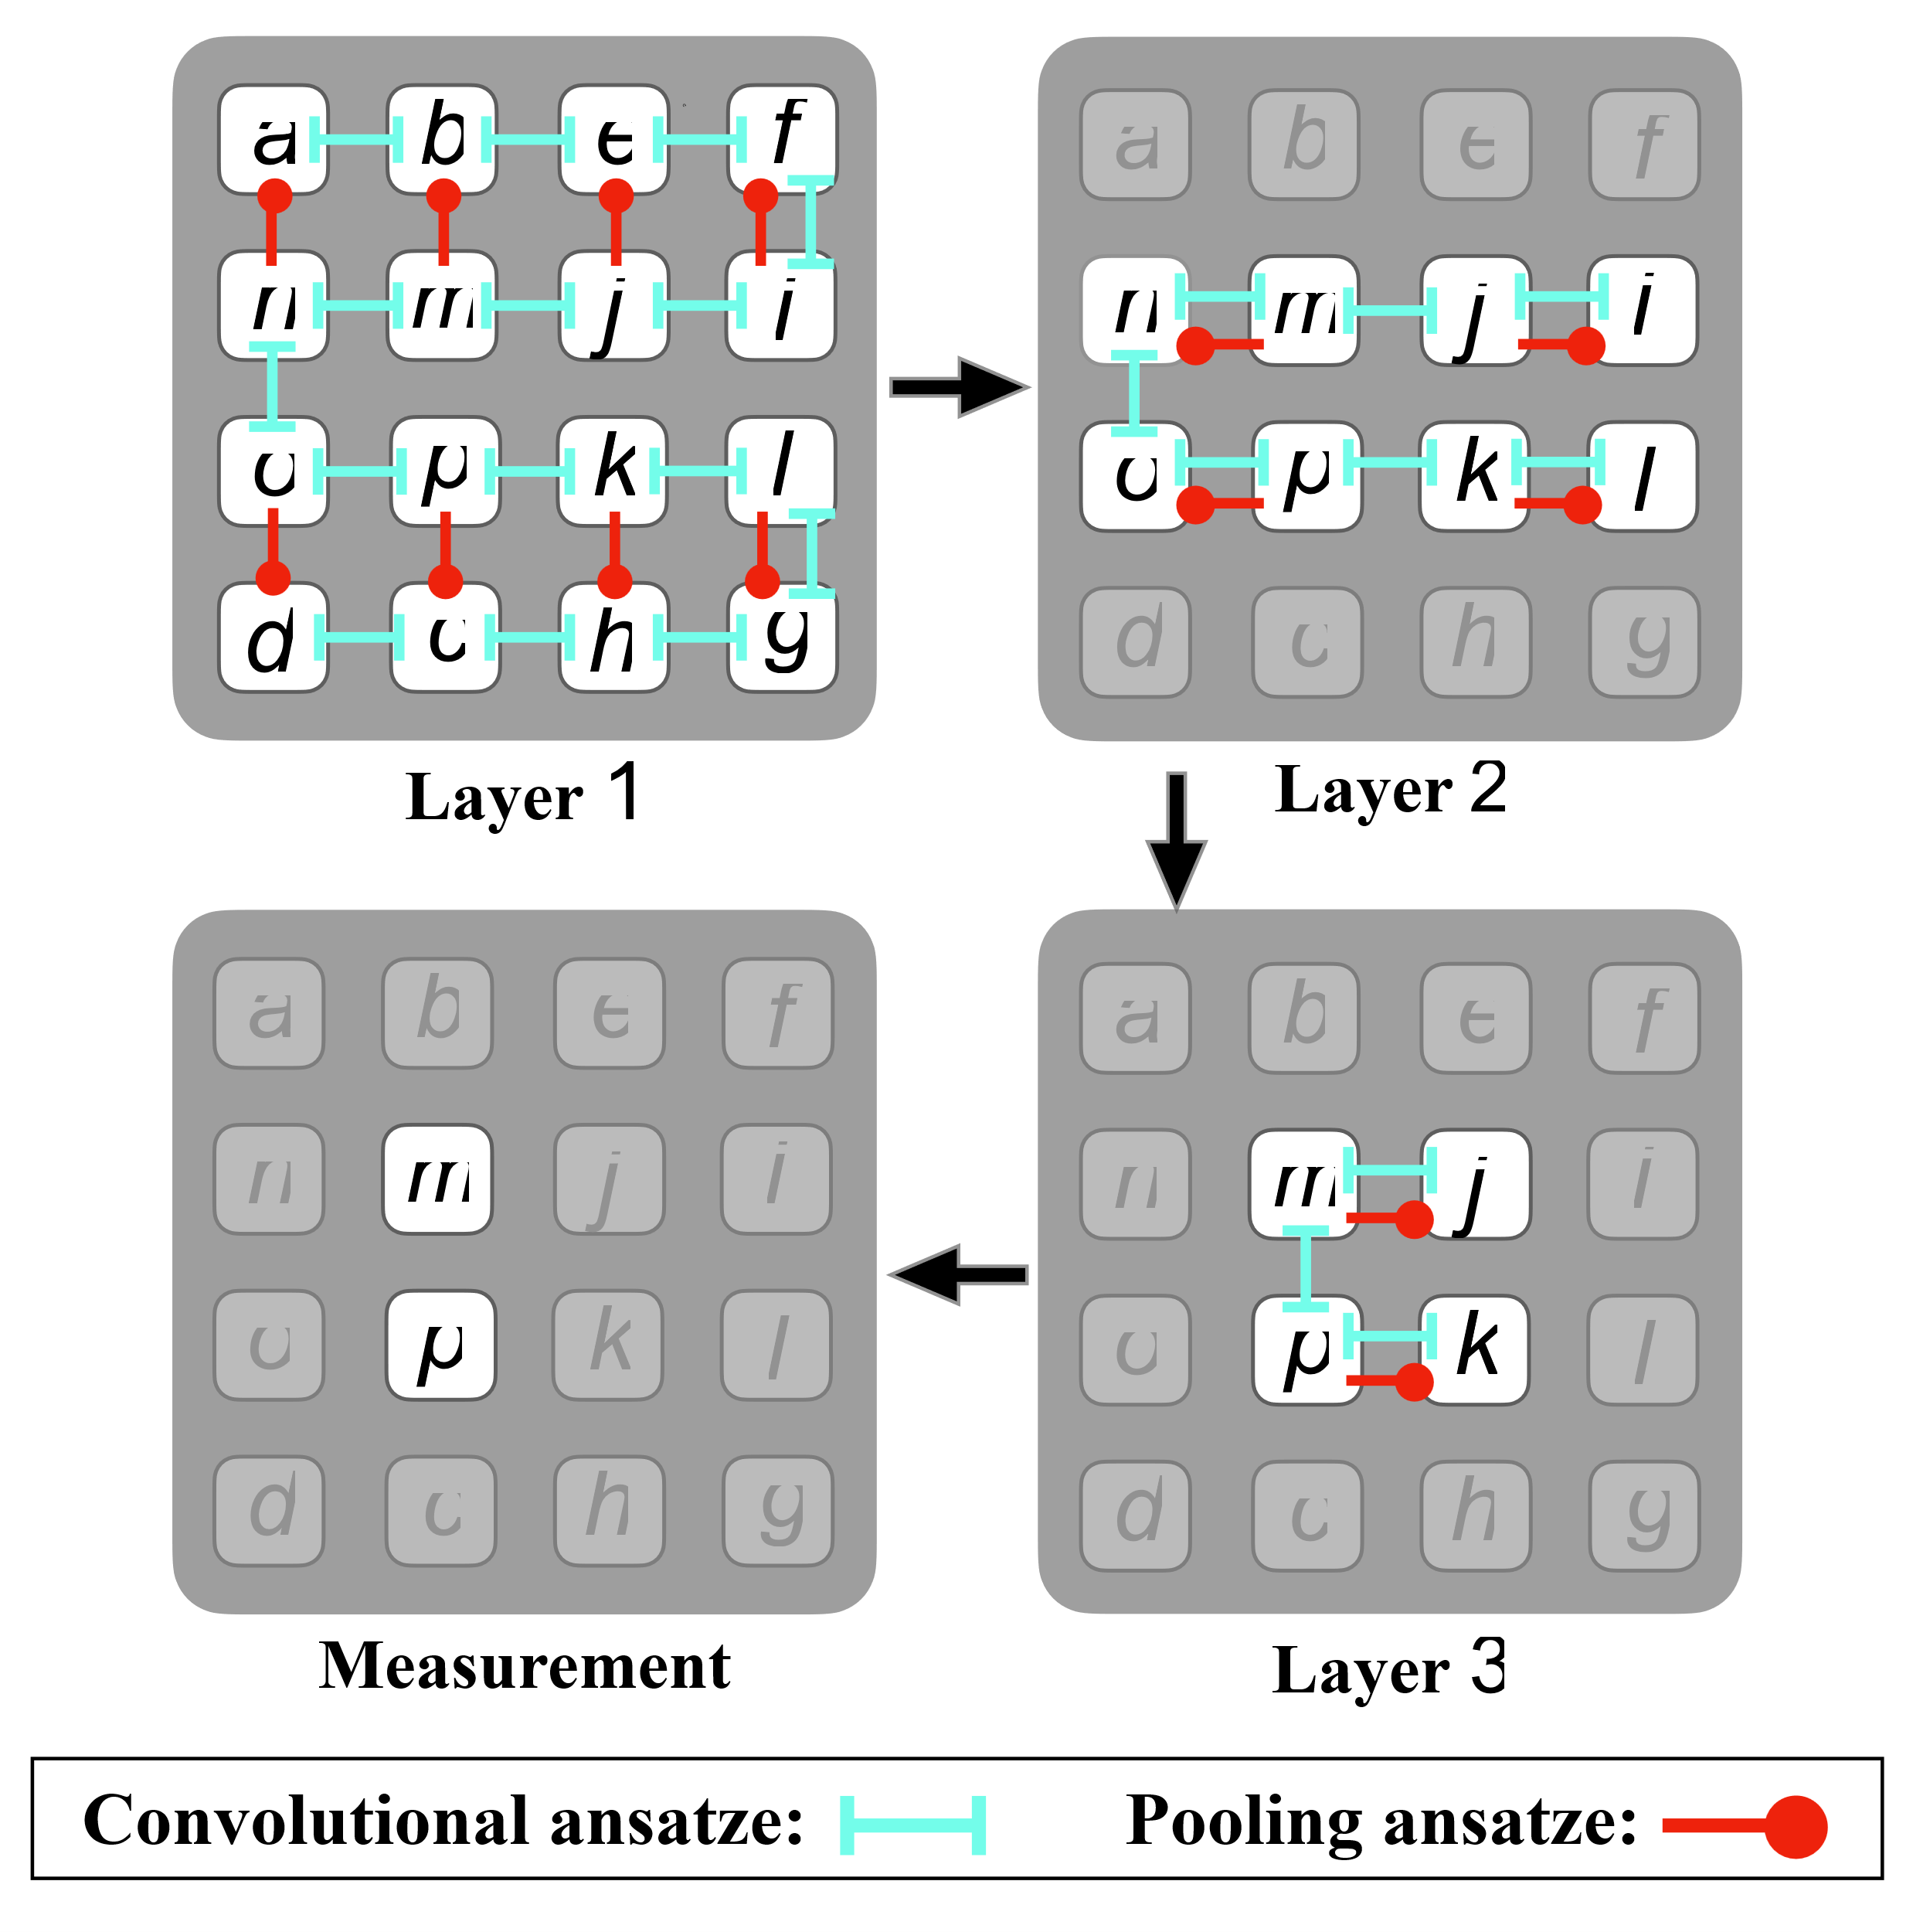 a b e f
n m j i
o p k l
d c h g
Layer 1
a b e f
n m j i
o p k l
d c h g
Layer 2
a b e f
n m j i
o p k l
d c h g
Measurement
a b e f
n m j i
o p k l
d c h g
Layer 3
Convolutional ansatze:
Pooling ansatze: